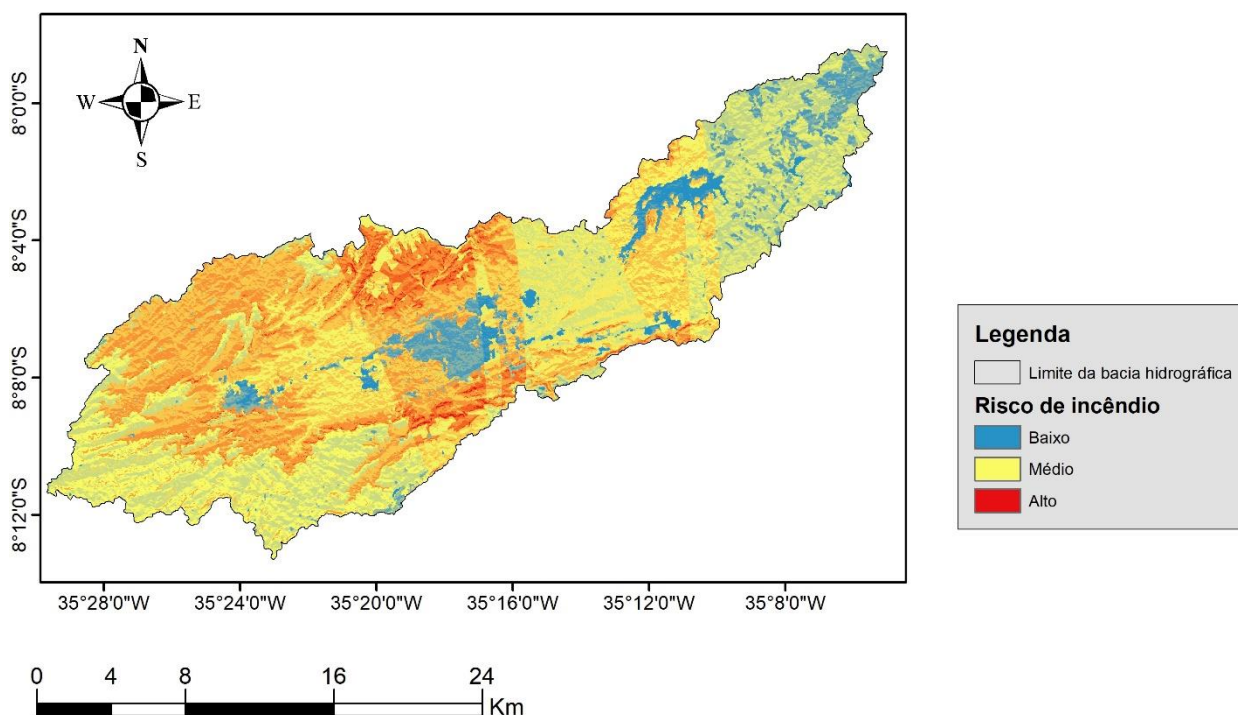 N
W E
S
8°0'0"S
8°4'0"S
8°8'0"S
8°12'0"S
35°28'0"W 35°24'0"W 35°20'0"W 35°16'0"W 35°12'0"W 35°8'0"W
0 4 8 16 24
Km
Legenda
Limite da bacia hidrográfica
Risco de incêndio
Baixo
Médio
Alto